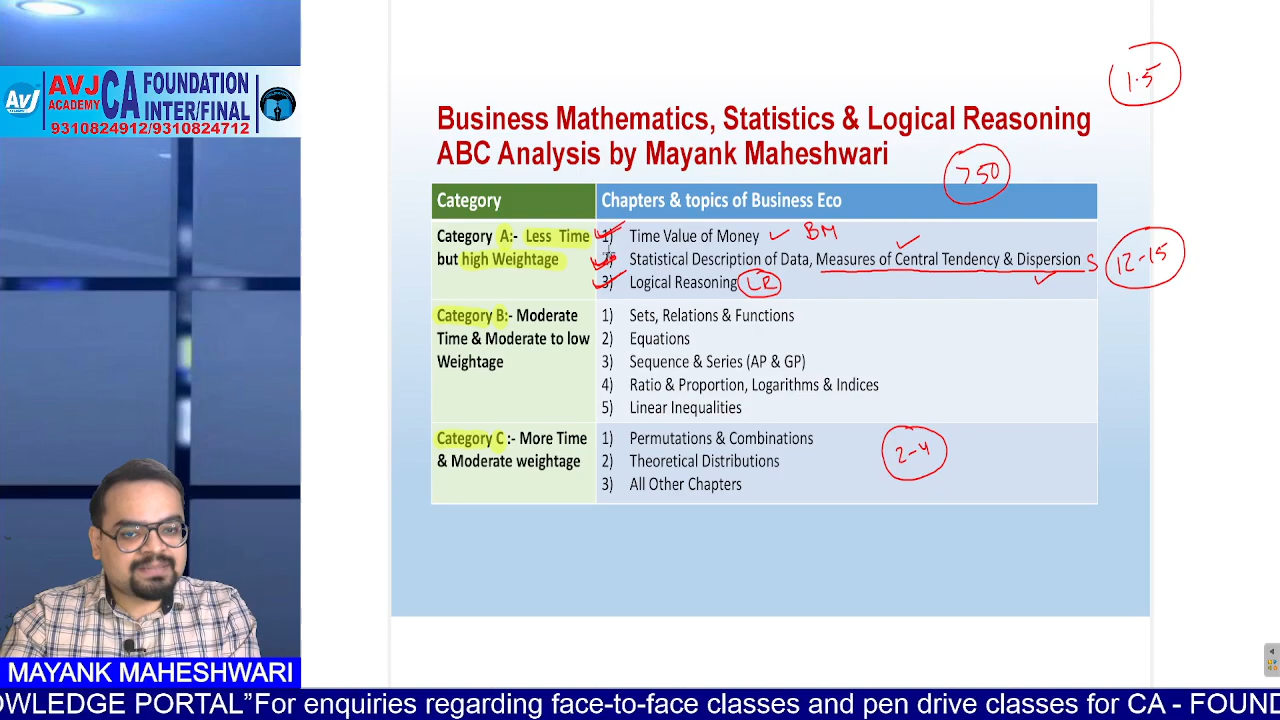 AVJ
ACADEMY
CA
FOUNDATION
INTER/FINAL
AVJ
9310824912/9310824712
1.5
Business Mathematics, Statistics & Logical Reasoning
ABC Analysis by Mayank Maheshwari
750
Category
Chapters & topics of Business Eco
Category A:- Less Time
but high Weightage
1) Time Value of Money BM
Statistical Description of Data, Measures of Central Tendency & Dispersion S
12-15
3) Logical Reasoning LR
Category B:- Moderate
Time & Moderate to low
Weightage
1) Sets, Relations & Functions
2) Equations
3) Sequence & Series (AP & GP)
4) Ratio & Proportion, Logarithms & Indices
5) Linear Inequalities
Category C :- More Time
& Moderate weightage
1) Permutations & Combinations
2) Theoretical Distributions
3) All Other Chapters
2-4
MAYANK MAHESHWARI
OWLEDGE PORTAL”For enquiries regarding face-to-face classes and pen drive classes for CA - FOUND